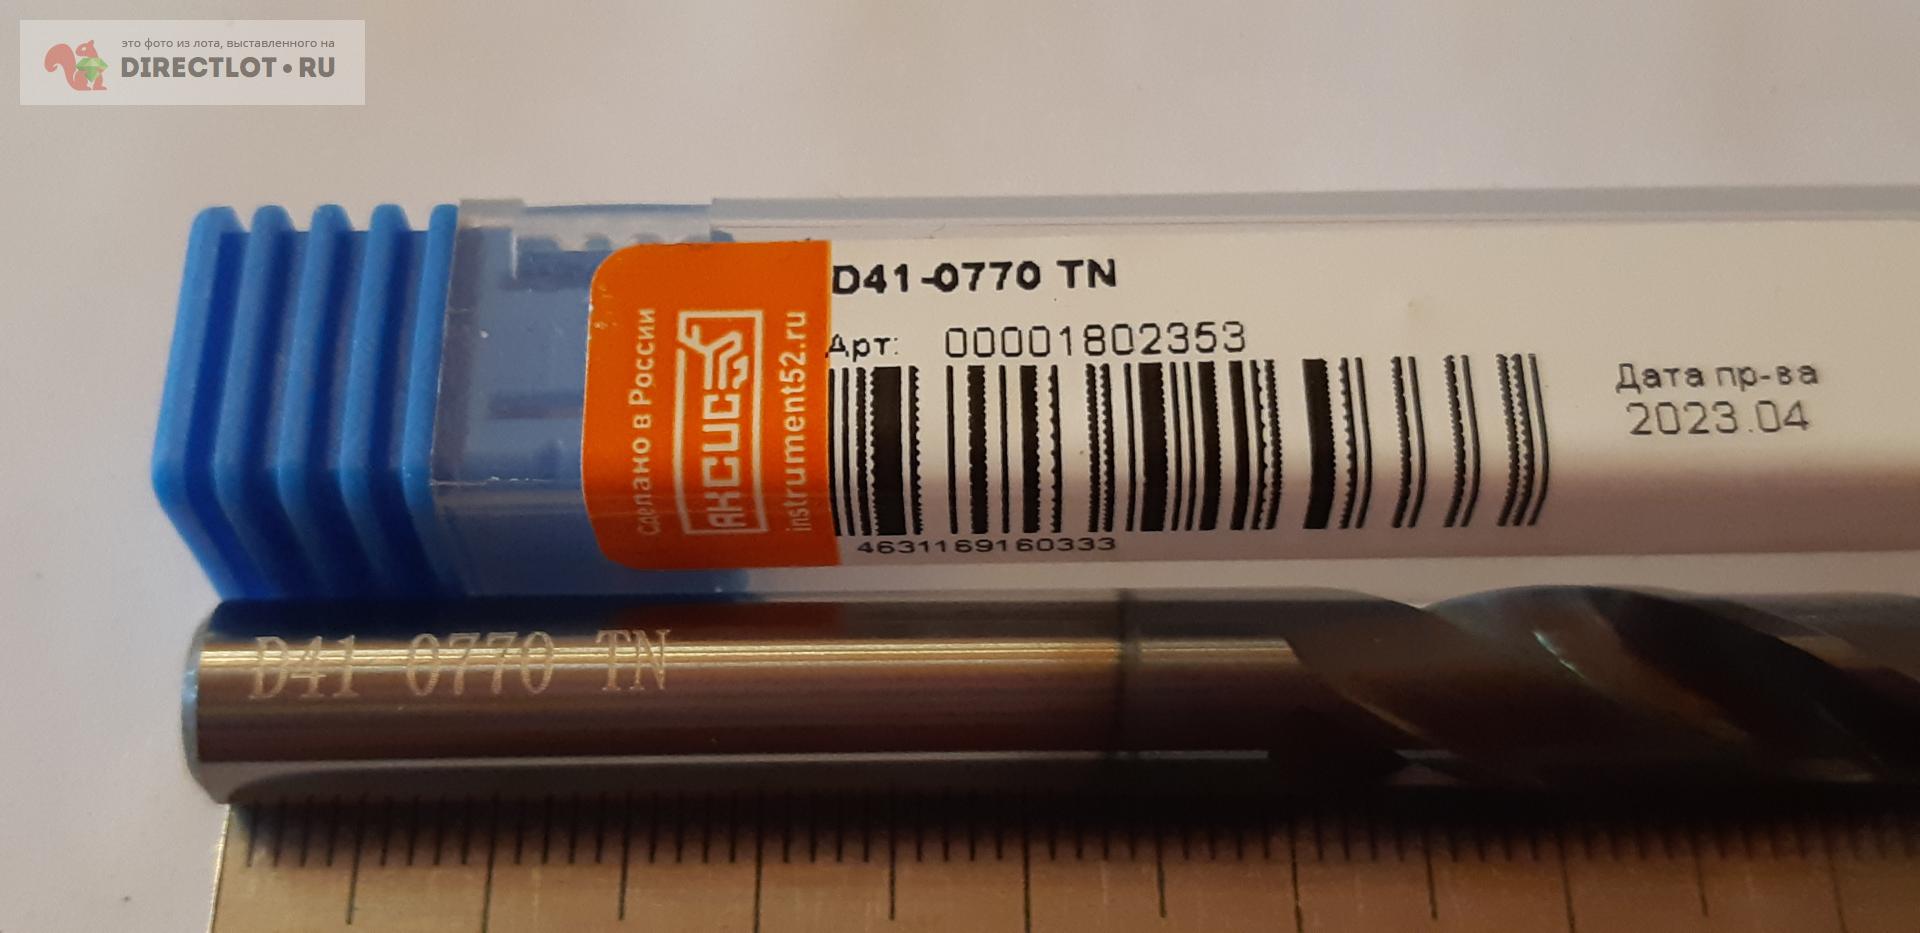 это фото из лота, выставленного на
DIRECTLOT•RU
D41-0770 TN
Арт: 00001802353
Дата пр-ва
2023.04
4631169160333
Сделано в России
АКСИС
instrument52.ru
D41 0770 TN